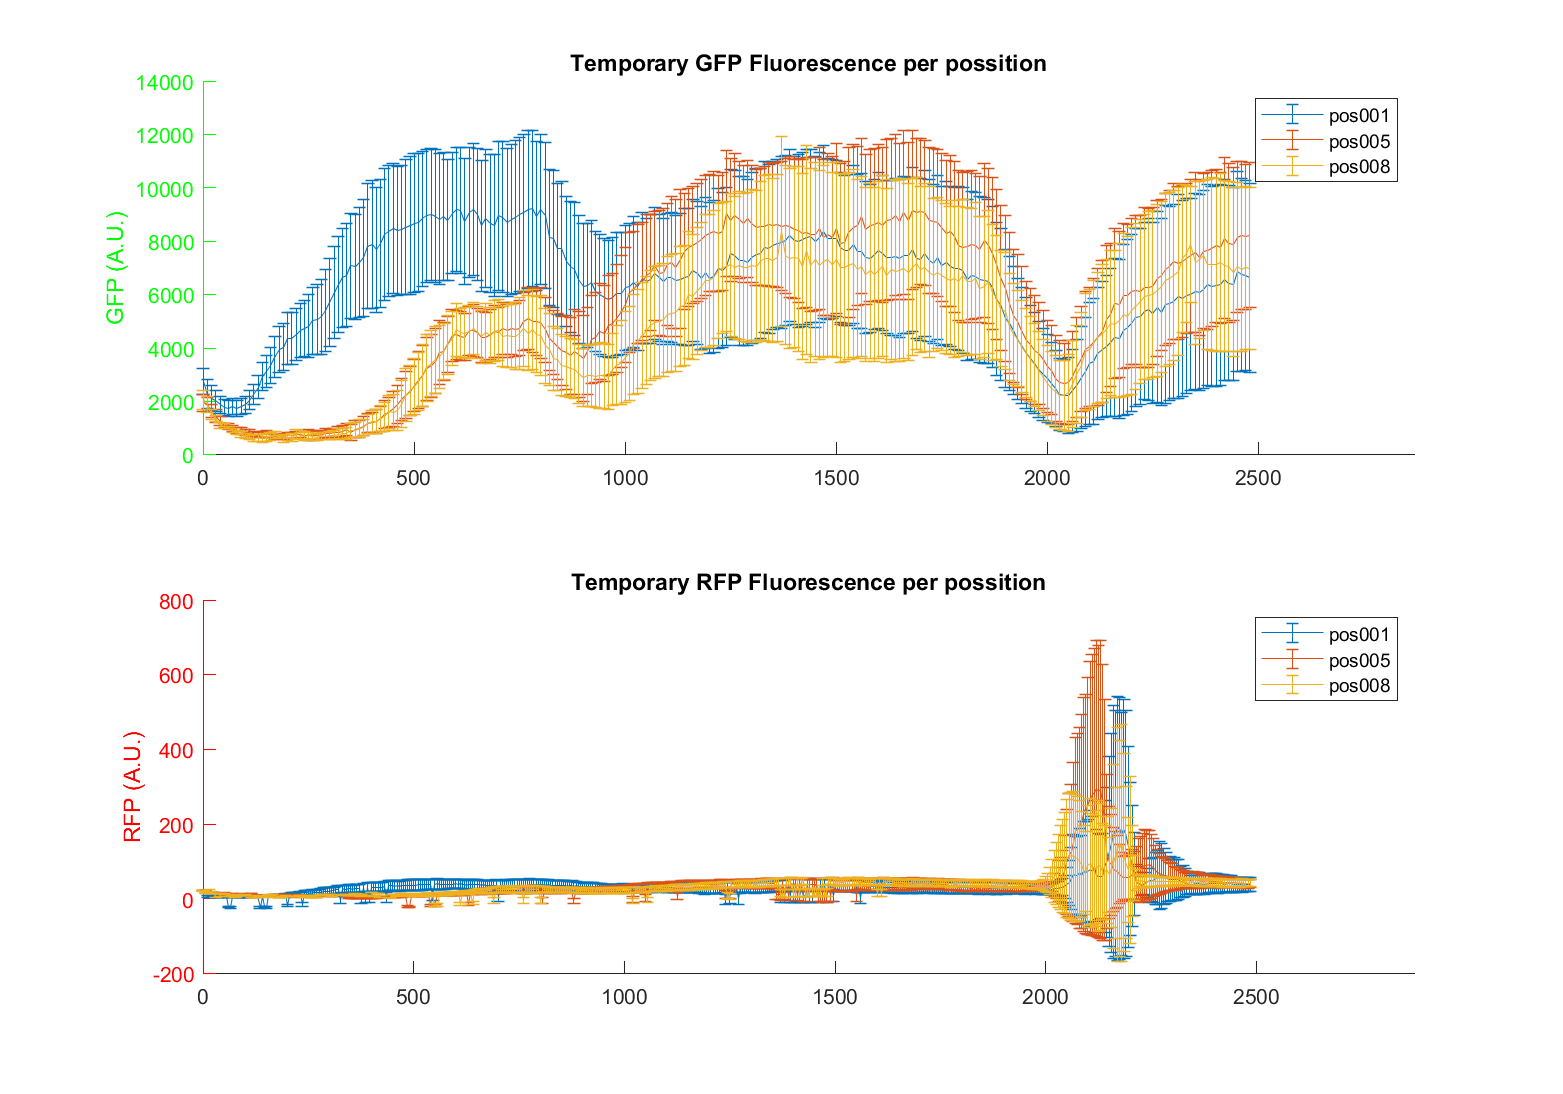 Temporary GFP Fluorescence per possition
14000
12000
10000
8000
6000
4000
2000
0
GFP (A.U.)
0 500 1000 1500 2000 2500
pos001
pos005
pos008
Temporary RFP Fluorescence per possition
800
600
400
200
0
-200
RFP (A.U.)
0 500 1000 1500 2000 2500
pos001
pos005
pos008